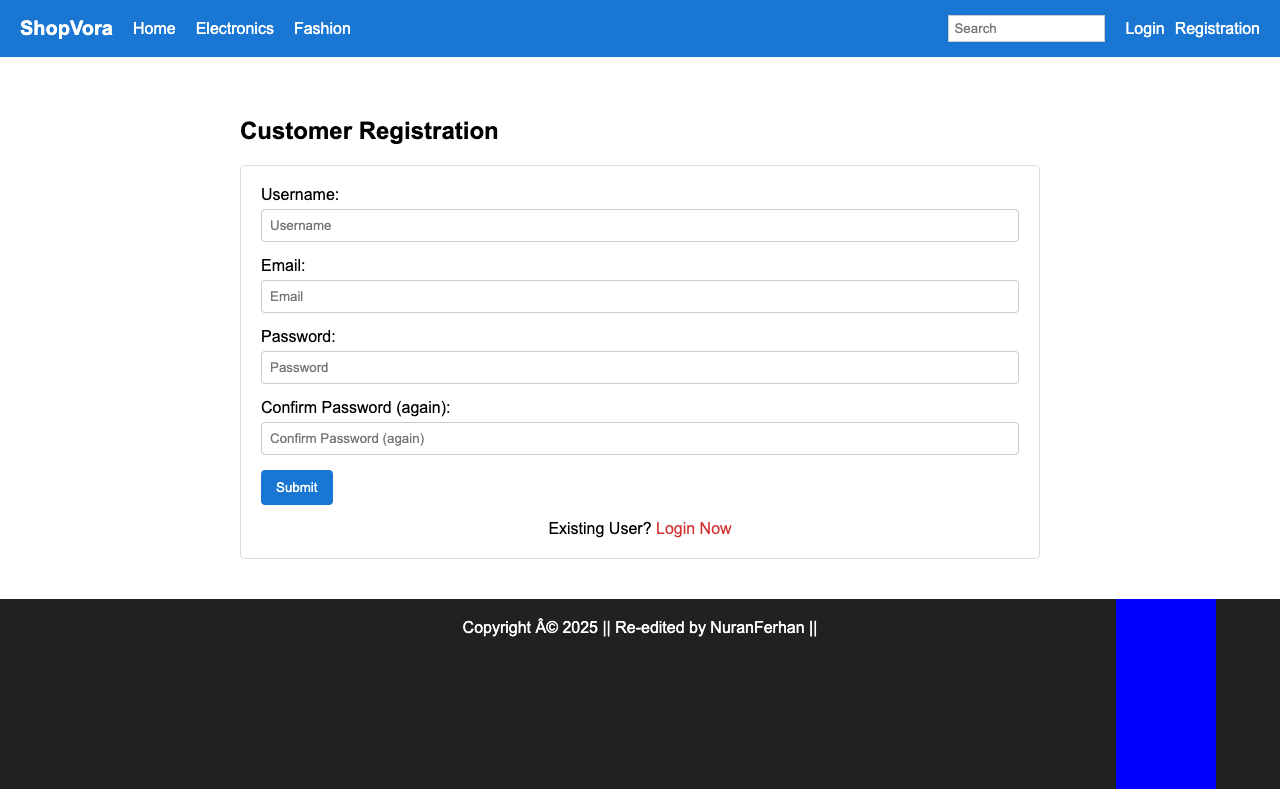 ShopVora Home Electronics Fashion Search Login Registration
Customer Registration
Username:
Username
Email:
Email
Password:
Password
Confirm Password (again):
Confirm Password (again)
Submit
Existing User? Login Now
Copyright Â© 2025 || Re-edited by NuranFerhan ||